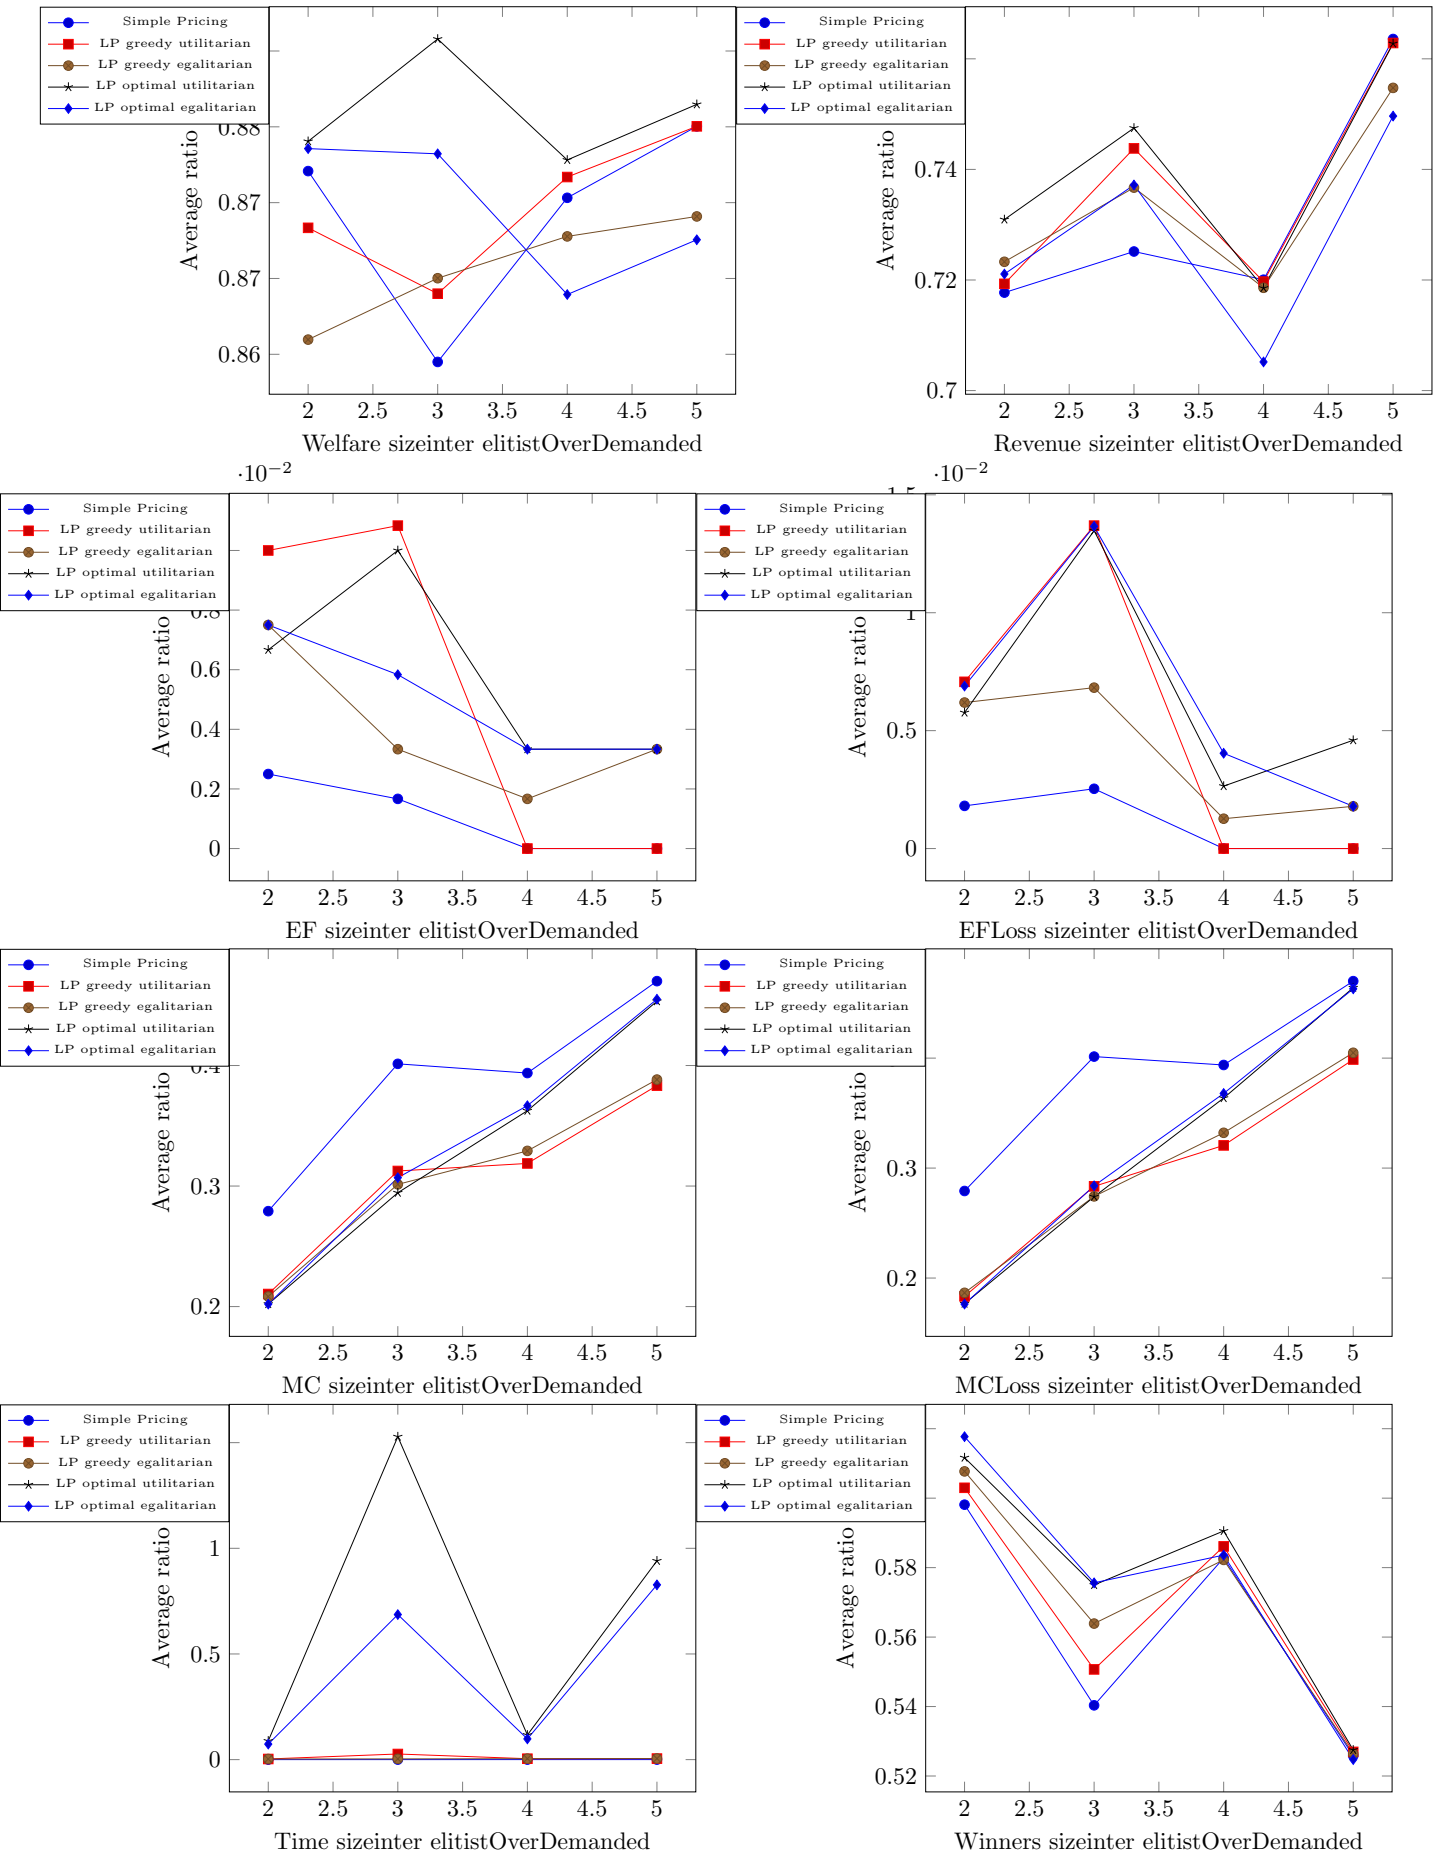 Simple Pricing
LP greedy utilitarian
LP greedy egalitarian
LP optimal utilitarian
LP optimal egalitarian
Average ratio
0.88
0.87
0.87
0.86
2 2.5 3 3.5 4 4.5 5
Welfare sizeinter elitistOverDemanded
Simple Pricing
LP greedy utilitarian
LP greedy egalitarian
LP optimal utilitarian
LP optimal egalitarian
Average ratio
0.74
0.72
0.7
2 2.5 3 3.5 4 4.5 5
Revenue sizeinter elitistOverDemanded
·10−2
Simple Pricing
LP greedy utilitarian
LP greedy egalitarian
LP optimal utilitarian
LP optimal egalitarian
Average ratio
0.8
0.6
0.4
0.2
0
2 2.5 3 3.5 4 4.5 5
EF sizeinter elitistOverDemanded
·10−2
1.5
Simple Pricing
LP greedy utilitarian
LP greedy egalitarian
LP optimal utilitarian
LP optimal egalitarian
Average ratio
1
0.5
0
2 2.5 3 3.5 4 4.5 5
EFLoss sizeinter elitistOverDemanded
Simple Pricing
LP greedy utilitarian
LP greedy egalitarian
LP optimal utilitarian
LP optimal egalitarian
Average ratio
0.4
0.3
0.2
2 2.5 3 3.5 4 4.5 5
MC sizeinter elitistOverDemanded
Simple Pricing
LP greedy utilitarian
LP greedy egalitarian
LP optimal utilitarian
LP optimal egalitarian
Average ratio
0.3
0.2
2 2.5 3 3.5 4 4.5 5
MCLoss sizeinter elitistOverDemanded
Simple Pricing
LP greedy utilitarian
LP greedy egalitarian
LP optimal utilitarian
LP optimal egalitarian
Average ratio
1
0.5
0
2 2.5 3 3.5 4 4.5 5
Time sizeinter elitistOverDemanded
Simple Pricing
LP greedy utilitarian
LP greedy egalitarian
LP optimal utilitarian
LP optimal egalitarian
Average ratio
0.58
0.56
0.54
0.52
2 2.5 3 3.5 4 4.5 5
Winners sizeinter elitistOverDemanded